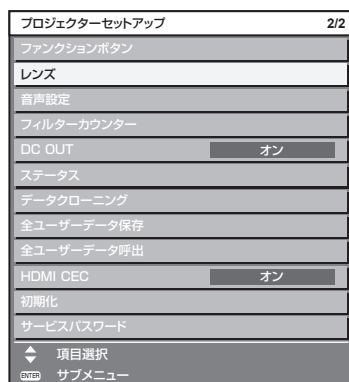 プロジェクターセットアップ 2/2
ファンクションボタン
レンズ
音声設定
フィルターカウンター
DC OUT オン
ステータス
データクローニング
全ユーザーデータ保存
全ユーザーデータ呼出
HDMI CEC オン
初期化
サービスパスワード
項目選択
ENTER サブメニュー